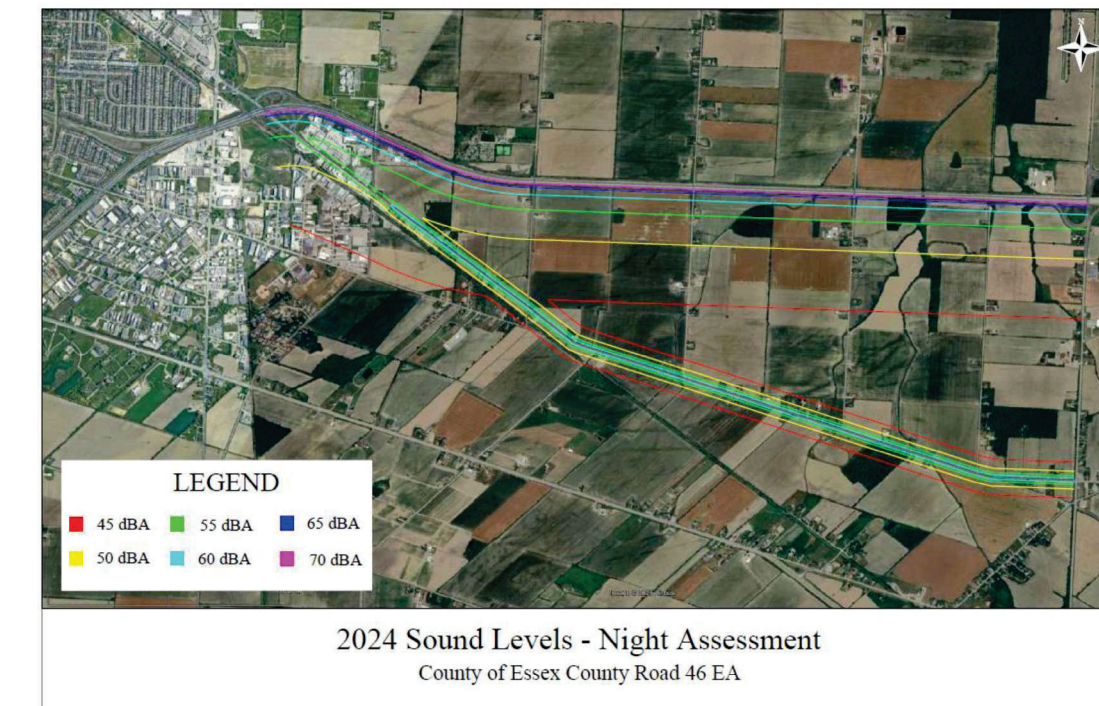 N
LEGEND
45 dBA 55 dBA 65 dBA
50 dBA 60 dBA 70 dBA
2024 Sound Levels - Night Assessment
County of Essex County Road 46 EA